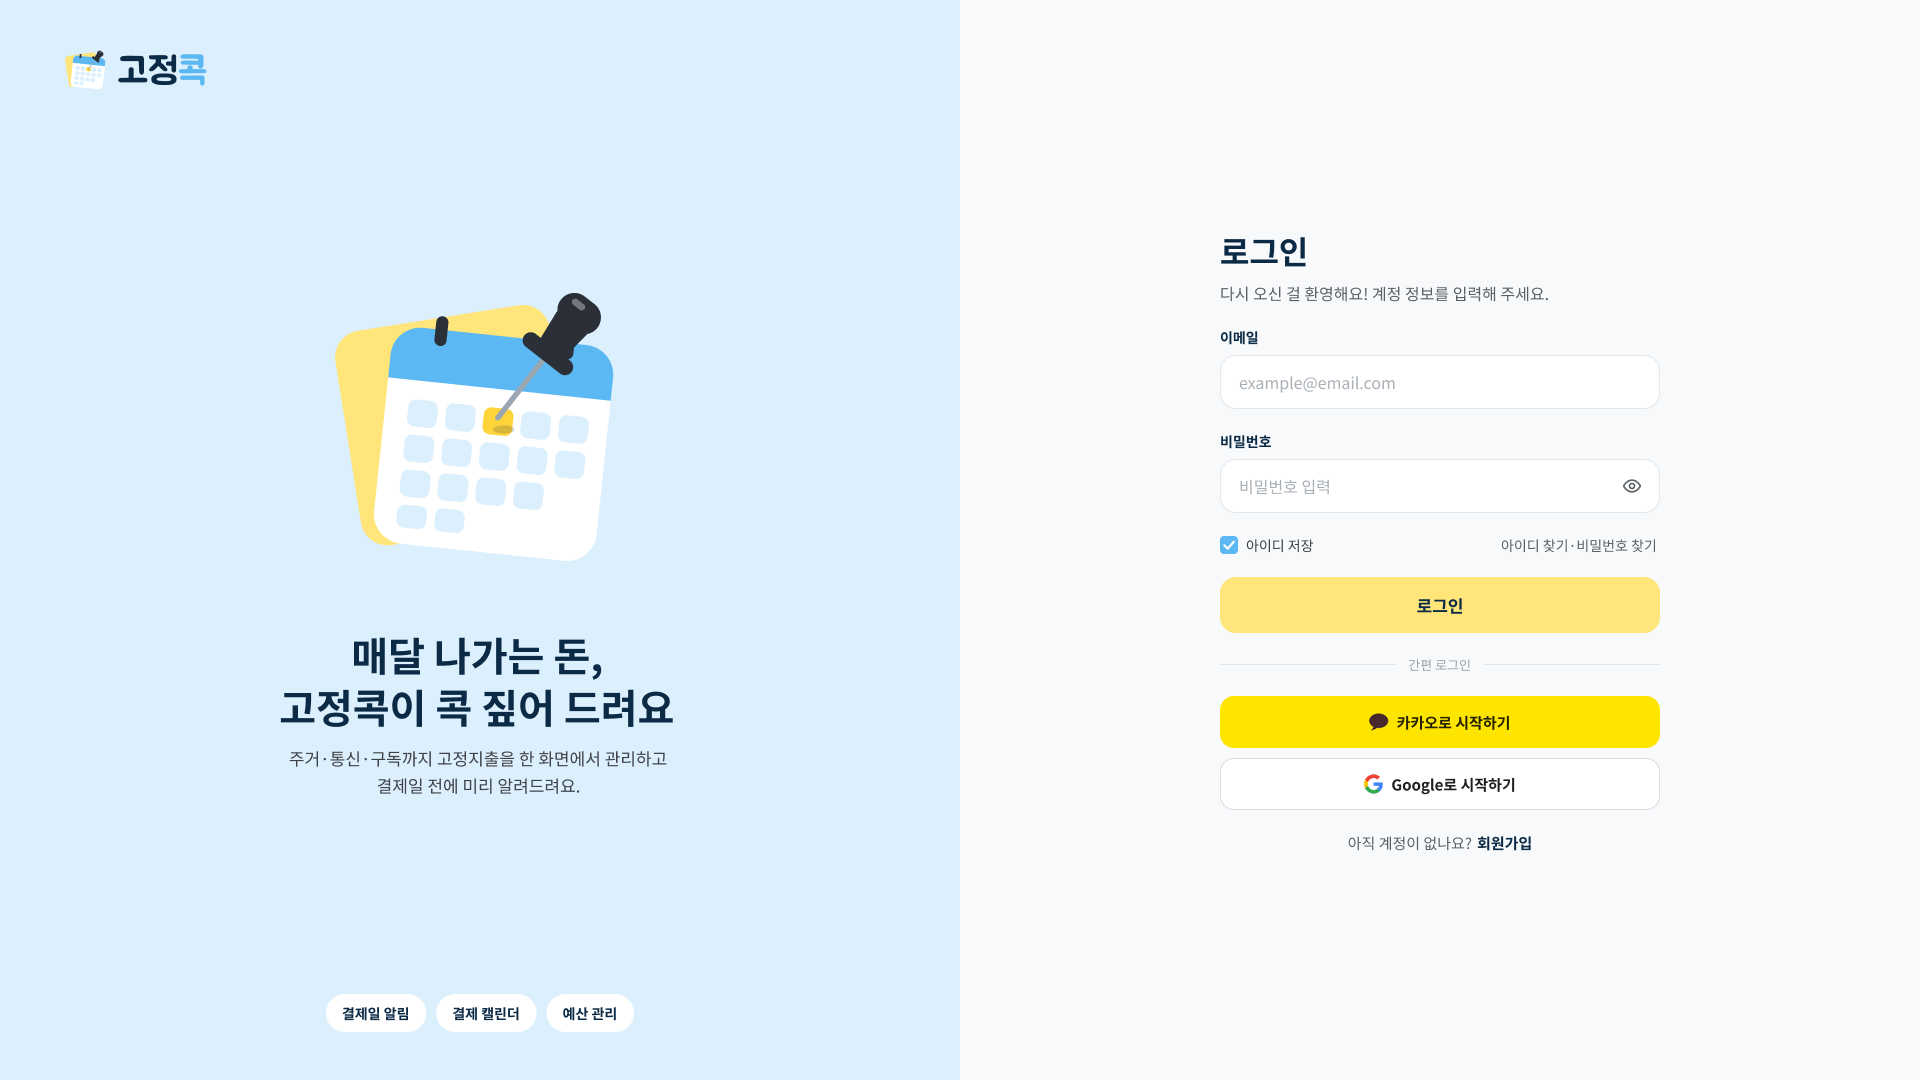 고정콕
매달 나가는 돈,
고정콕이 콕 짚어 드려요
주거·통신·구독까지 고정지출을 한 화면에서 관리하고
결제일 전에 미리 알려드려요.
결제일 알림
결제 캘린더
예산 관리
로그인
다시 오신 걸 환영해요! 계정 정보를 입력해 주세요.
이메일
example@email.com
비밀번호
비밀번호 입력
아이디 저장
아이디 찾기·비밀번호 찾기
로그인
간편 로그인
카카오로 시작하기
Google로 시작하기
아직 계정이 없나요? 회원가입